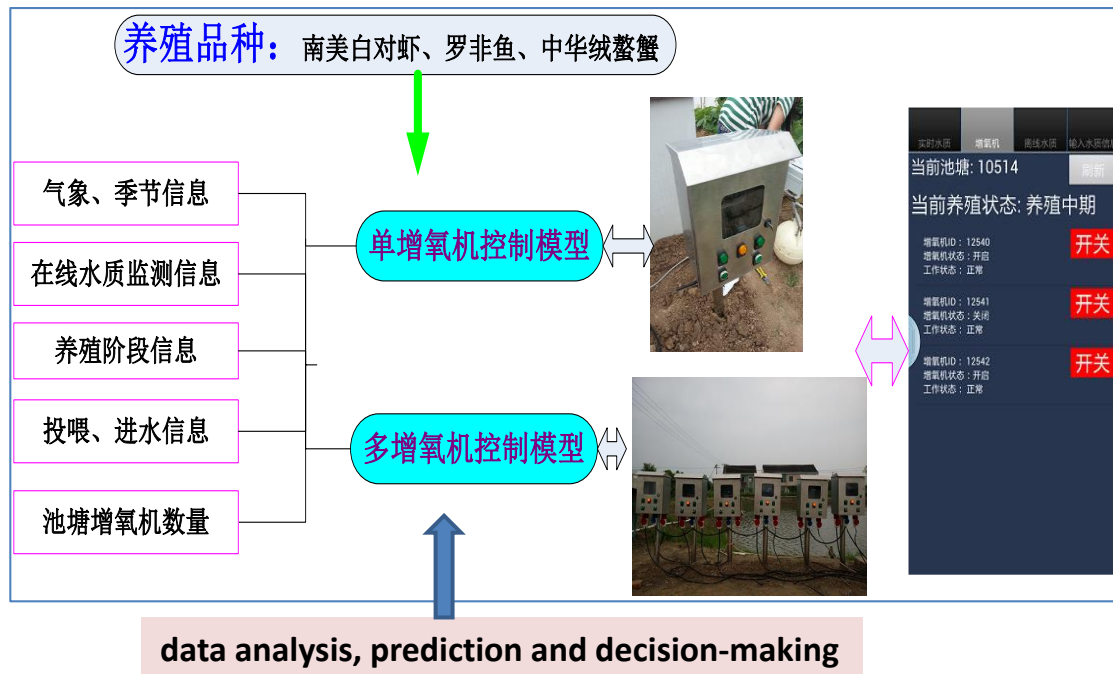 养殖品种：南美白对虾、罗非鱼、中华绒螯蟹
气象、季节信息
在线水质监测信息
养殖阶段信息
投喂、进水信息
池塘增氧机数量
单增氧机控制模型
多增氧机控制模型
实时水质 增氧机 离线水质 输入水质信息
当前池塘: 10514 刷新
当前养殖状态: 养殖中期
增氧机ID： 12540
增氧机状态：开启
工作状态： 正常
开关
增氧机ID： 12541
增氧机状态：关闭
工作状态： 正常
开关
增氧机ID： 12542
增氧机状态：开启
工作状态： 正常
开关
data analysis, prediction and decision-making